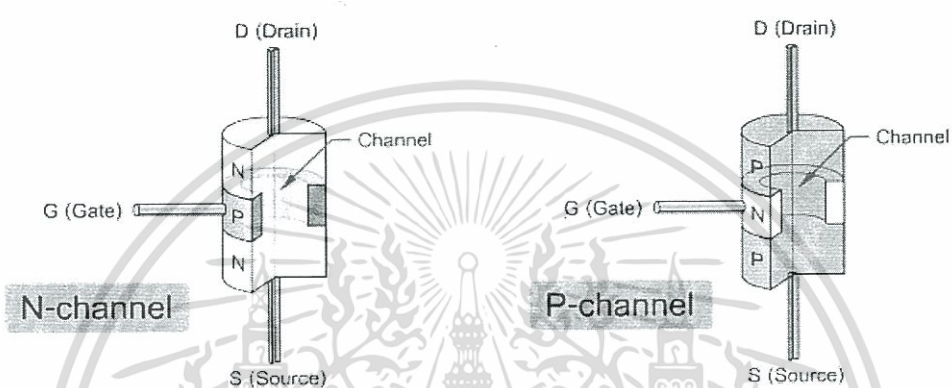 D (Drain)
Channel
N
G (Gate)
P
N
N-channel
S (Source)
D (Drain)
Channel
P
G (Gate)
N
P
P-channel
S (Source)